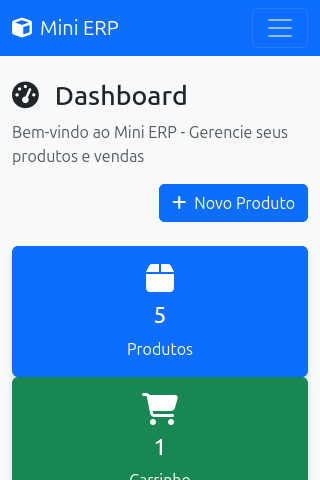 Mini ERP
Dashboard
Bem-vindo ao Mini ERP - Gerencie seus
produtos e vendas
Novo Produto
5
Produtos
1
Carrinho